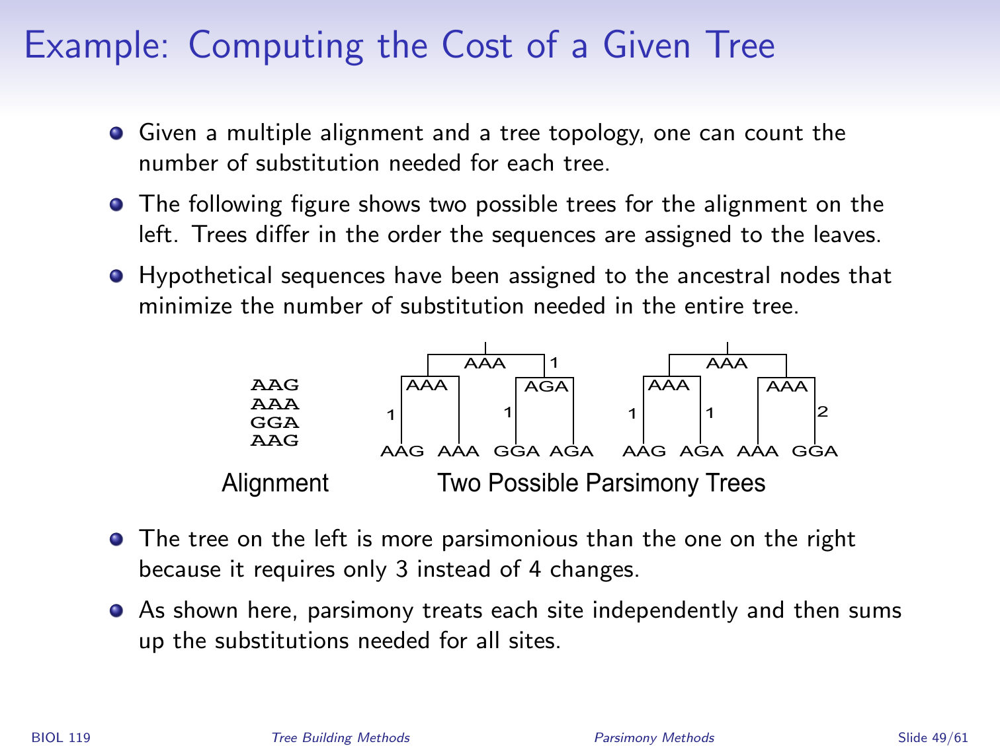 Example: Computing the Cost of a Given Tree
Given a multiple alignment and a tree topology, one can count the
number of substitution needed for each tree.
The following figure shows two possible trees for the alignment on the
left. Trees differ in the order the sequences are assigned to the leaves.
Hypothetical sequences have been assigned to the ancestral nodes that
minimize the number of substitution needed in the entire tree.
AAG
AAA
GGA
AAG
Alignment
AAA 1
AAA AGA
1 1
AAG AAA GGA AGA
AAA
AAA AAA
1 1 2
AAG AGA AAA GGA
Two Possible Parsimony Trees
The tree on the left is more parsimonious than the one on the right
because it requires only 3 instead of 4 changes.
As shown here, parsimony treats each site independently and then sums
up the substitutions needed for all sites.
BIOL 119 Tree Building Methods Parsimony Methods Slide 49/61